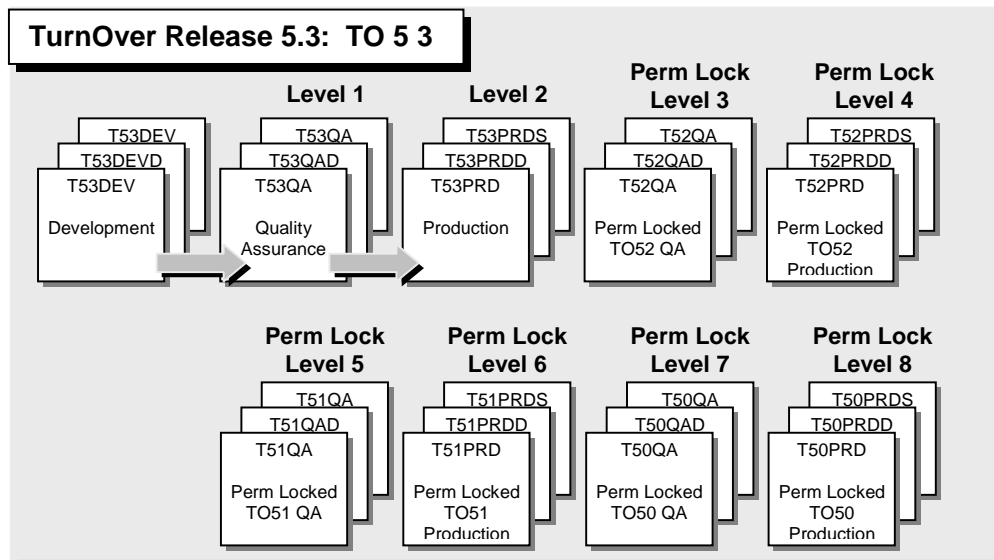 TurnOver Release 5.3: TO 5 3
Level 1
Level 2
Perm Lock
Level 3
Perm Lock
Level 4
T53DEV
T53DEVD
T53DEV
Development
T53QA
T53QAD
T53QA
Quality
Assurance
T53PRDS
T53PRDD
T53PRD
Production
T52QA
T52QAD
T52QA
Perm Locked
TO52 QA
T52PRDS
T52PRDD
T52PRD
Perm Locked
TO52
Production
Perm Lock
Level 5
Perm Lock
Level 6
Perm Lock
Level 7
Perm Lock
Level 8
T51QA
T51QAD
T51QA
Perm Locked
TO51 QA
T51PRDS
T51PRDD
T51PRD
Perm Locked
TO51
Production
T50QA
T50QAD
T50QA
Perm Locked
TO50 QA
T50PRDS
T50PRDD
T50PRD
Perm Locked
TO50
Production